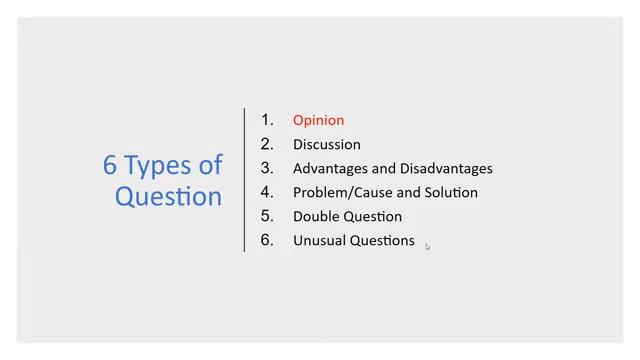 6 Types of
Question
1. Opinion
2. Discussion
3. Advantages and Disadvantages
4. Problem/Cause and Solution
5. Double Question
6. Unusual Questions